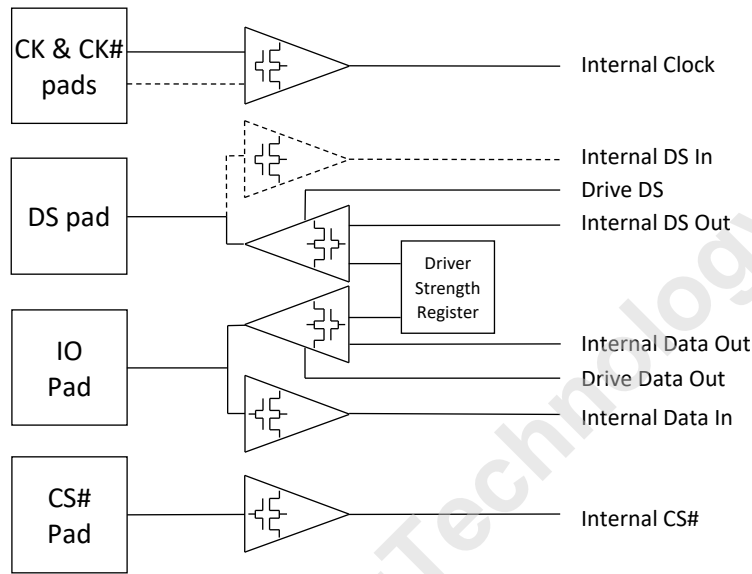 CK & CK#
pads
Internal Clock
Internal DS In
Drive DS
DS pad
Internal DS Out
Driver
Strength
Register
IO
Pad
Internal Data Out
Drive Data Out
Internal Data In
CS#
Pad
Internal CS#
Technology